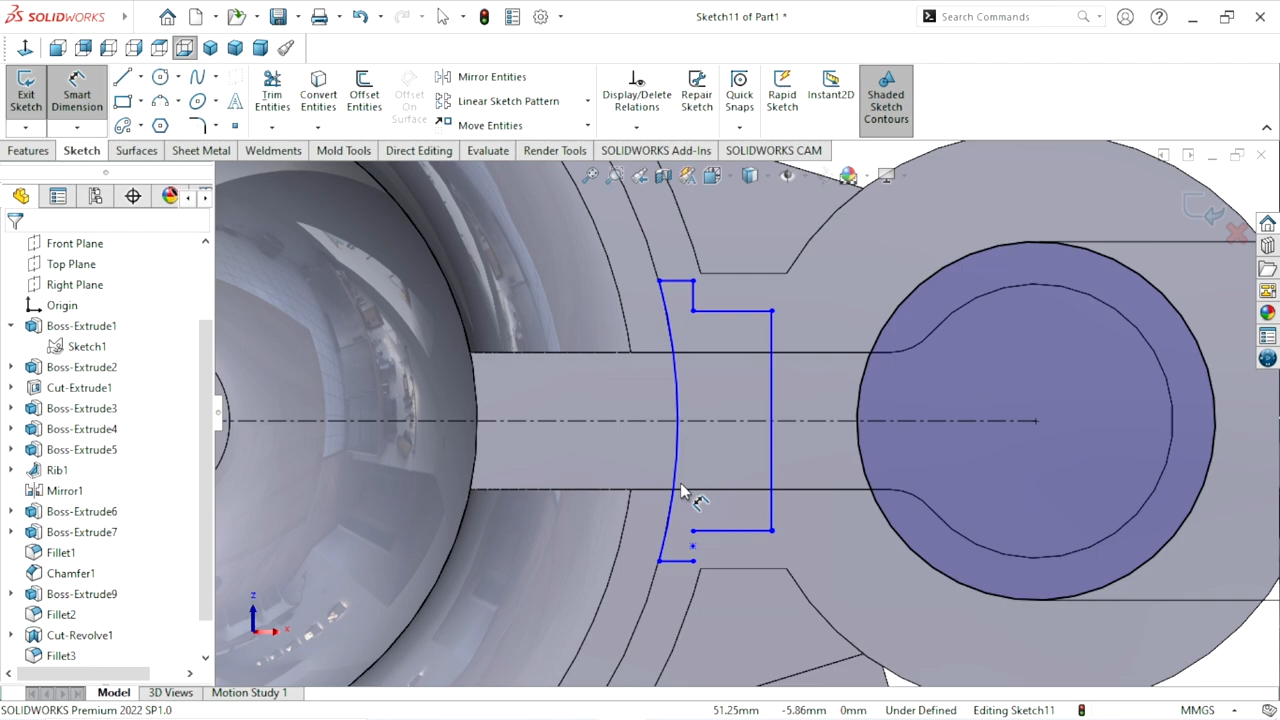 SOLIDWORKS
Sketch11 of Part1 *
Search Commands
Exit Sketch
Smart Dimension
Trim Entities
Convert Entities
Offset Entities
Offset On Surface
Mirror Entities
Linear Sketch Pattern
Move Entities
Display/Delete Relations
Repair Sketch
Quick Snaps
Rapid Sketch
Instant2D
Shaded Sketch Contours
Features
Sketch
Surfaces
Sheet Metal
Weldments
Mold Tools
Direct Editing
Evaluate
Render Tools
SOLIDWORKS Add-Ins
SOLIDWORKS CAM
Front Plane
Top Plane
Right Plane
Origin
Boss-Extrude1
Sketch1
Boss-Extrude2
Cut-Extrude1
Boss-Extrude3
Boss-Extrude4
Boss-Extrude5
Rib1
Mirror1
Boss-Extrude6
Boss-Extrude7
Fillet1
Chamfer1
Boss-Extrude9
Fillet2
Cut-Revolve1
Fillet3
z
x
Model
3D Views
Motion Study 1
SOLIDWORKS Premium 2022 SP1.0
51.25mm
-5.86mm
0mm
Under Defined
Editing Sketch11
MMGS